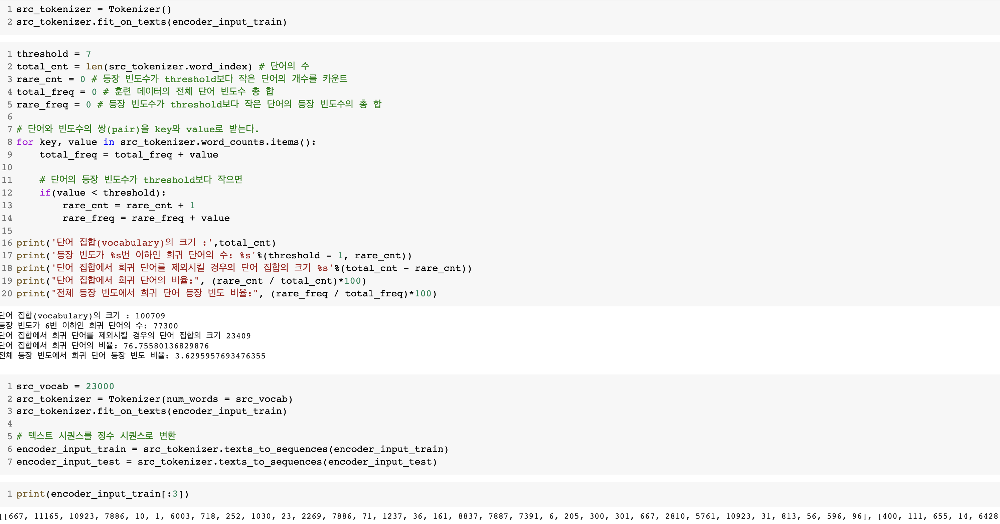 1 src_tokenizer = Tokenizer()
2 src_tokenizer.fit_on_texts(encoder_input_train)
1 threshold = 7
2 total_cnt = len(src_tokenizer.word_index) # 단어의 수
3 rare_cnt = 0 # 등장 빈도수가 threshold보다 작은 단어의 개수를 카운트
4 total_freq = 0 # 훈련 데이터의 전체 단어 빈도수 총 합
5 rare_freq = 0 # 등장 빈도수가 threshold보다 작은 단어의 등장 빈도수의 총 합
6
7 # 단어와 빈도수의 쌍(pair)을 key와 value로 받는다.
8 for key, value in src_tokenizer.word_counts.items():
9     total_freq = total_freq + value
10
11     # 단어의 등장 빈도수가 threshold보다 작으면
12     if(value < threshold):
13         rare_cnt = rare_cnt + 1
14         rare_freq = rare_freq + value
15
16 print('단어 집합(vocabulary)의 크기 :',total_cnt)
17 print('등장 빈도가 %s번 이하인 희귀 단어의 수: %s'%(threshold - 1, rare_cnt))
18 print('단어 집합에서 희귀 단어를 제외시킬 경우의 단어 집합의 크기 %s'%(total_cnt - rare_cnt))
19 print("단어 집합에서 희귀 단어의 비율:", (rare_cnt / total_cnt)*100)
20 print("전체 등장 빈도에서 희귀 단어 등장 빈도 비율:", (rare_freq / total_freq)*100)
단어 집합(vocabulary)의 크기 : 100709
등장 빈도가 6번 이하인 희귀 단어의 수: 77300
단어 집합에서 희귀 단어를 제외시킬 경우의 단어 집합의 크기 23409
단어 집합에서 희귀 단어의 비율: 76.75580136829876
전체 등장 빈도에서 희귀 단어 등장 빈도 비율: 3.6295957693476355
1 src_vocab = 23000
2 src_tokenizer = Tokenizer(num_words = src_vocab)
3 src_tokenizer.fit_on_texts(encoder_input_train)
4
5 # 텍스트 시퀀스를 정수 시퀀스로 변환
6 encoder_input_train = src_tokenizer.texts_to_sequences(encoder_input_train)
7 encoder_input_test = src_tokenizer.texts_to_sequences(encoder_input_test)
1 print(encoder_input_train[:3])
[[667, 11165, 10923, 7886, 10, 1, 6003, 718, 252, 1030, 23, 2269, 7886, 71, 1237, 36, 161, 8837, 7887, 7391, 6, 205, 300, 301, 667, 2810, 5761, 10923, 31, 813, 56, 596, 96], [400, 111, 655, 14, 6428